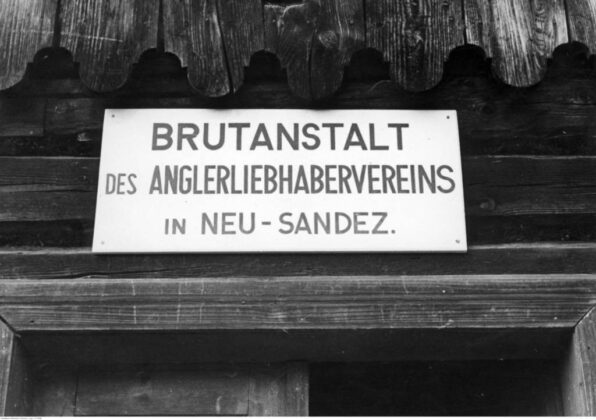 BRUTANSTALT
DES ANGLERLIEBHABERVEREINS
IN NEU-SANDEZ.